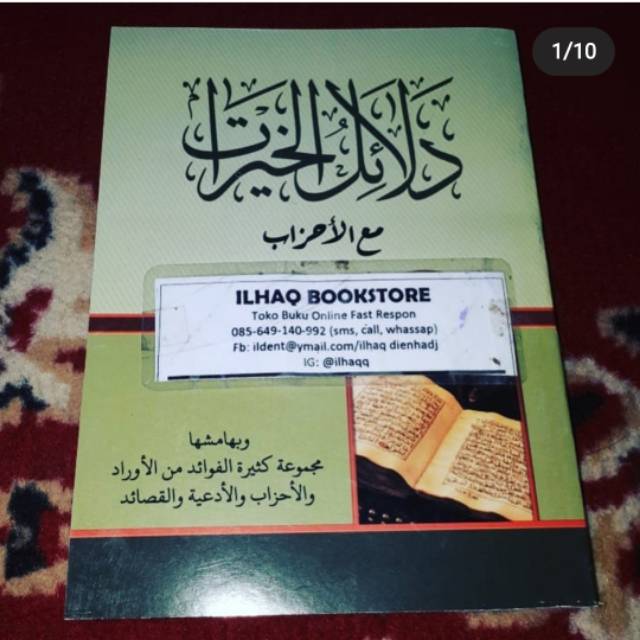 1/10
دلائل الخيرات
مع الأحزاب
ILHAQ BOOKSTORE
Toko Buku Online Fast Respon
085-649-140-992 (sms, call, whassap)
Fb: ildent@ymail.com/ilhaq dienhadj
IG: @ilhaqq
وبهامشها
مجموعة كثيرة الفوائد من الأوراد
والأحزاب والأدعية والقصائد